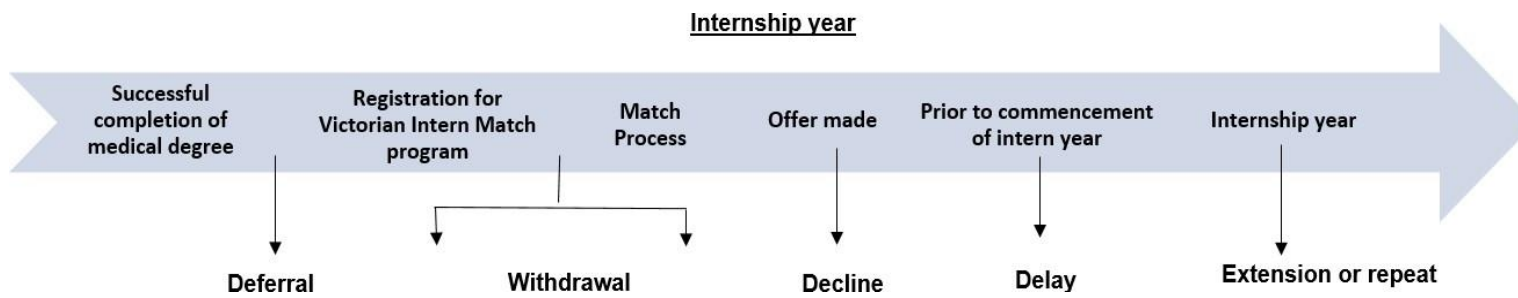 Internship year
Successful
completion of
medical degree
Registration for
Victorian Intern Match
program
Match
Process
Offer made
Prior to commencement
of intern year
Internship year
Deferral
Withdrawal
Decline
Delay
Extension or repeat